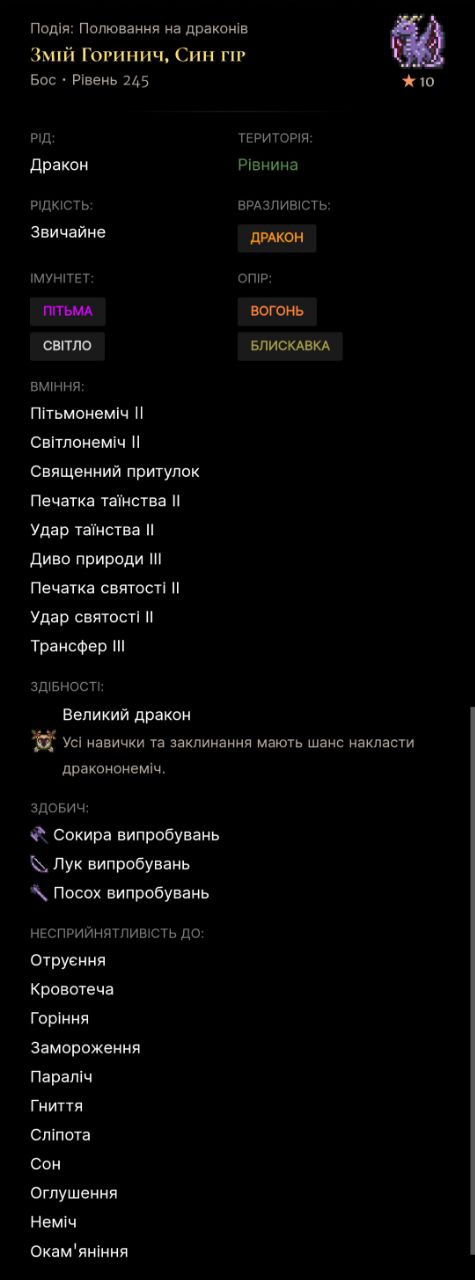 Подія: Полювання на драконів
Змій Горинич, Син гір
Бос • Рівень 245
★ 10
РІД:
Дракон
ТЕРИТОРІЯ:
Рівнина
РІДКІСТЬ:
Звичайне
ВРАЗЛИВІСТЬ:
ДРАКОН
ІМУНІТЕТ:
ПІТЬМА
СВІТЛО
ОПІР:
ВОГОНЬ
БЛИСКАВКА
ВМІННЯ:
Пітьмонеміч II
Світлонеміч II
Священний притулок
Печатка таїнства II
Удар таїнства II
Диво природи III
Печатка святості II
Удар святості II
Трансфер III
ЗДІБНОСТІ:
Великий дракон
Усі навички та заклинання мають шанс накласти
дракононеміч.
ЗДОБИЧ:
Сокира випробувань
Лук випробувань
Посох випробувань
НЕСПРИЙНЯТЛИВІСТЬ ДО:
Отруєння
Кровотеча
Горіння
Замороження
Параліч
Гниття
Сліпота
Сон
Оглушення
Неміч
Окам'яніння